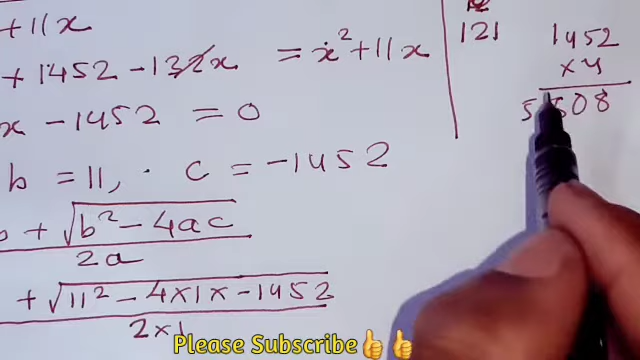 +11x
+ 1452 - 132x = x² + 11x
x - 1452 = 0
b = 11, . c = -1452
+ √b² - 4ac
2a
+ √11² - 4×1×-1452
2×1
121
1452
×4
5808
Please Subscribe👍👍